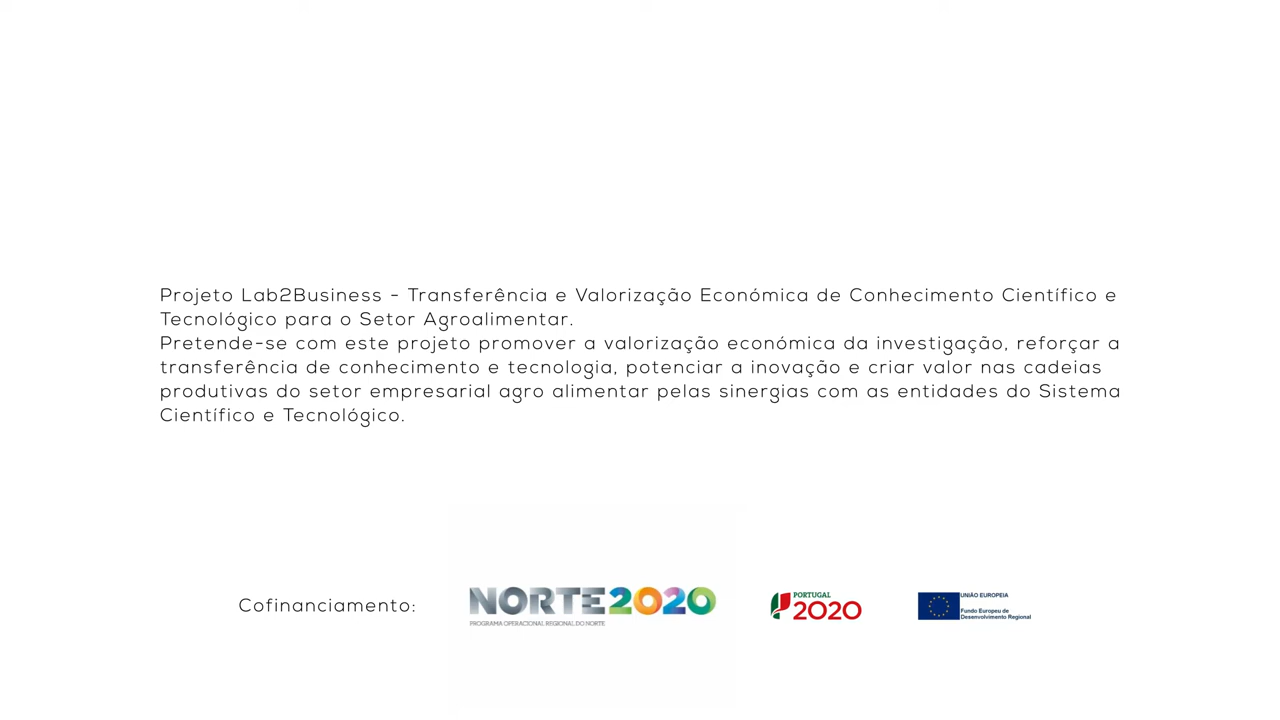 Projeto Lab2Business - Transferência e Valorização Económica de Conhecimento Científico e
Tecnológico para o Setor Agroalimentar.
Pretende-se com este projeto promover a valorização económica da investigação, reforçar a
transferência de conhecimento e tecnologia, potenciar a inovação e criar valor nas cadeias
produtivas do setor empresarial agro alimentar pelas sinergias com as entidades do Sistema
Científico e Tecnológico.
Cofinanciamento:
NORTE2020
PROGRAMA OPERACIONAL REGIONAL DO NORTE
PORTUGAL
2020
UNIÃO EUROPEIA
Fundo Europeu de
Desenvolvimento Regional